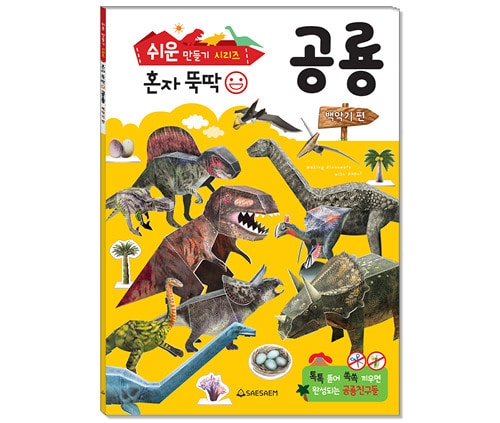 쉬운 만들기 시리즈
혼자 뚝딱
공룡
백악기 편
톡톡 뜯어 쏙쏙 끼우면
완성되는 공룡친구들
SAESAEM